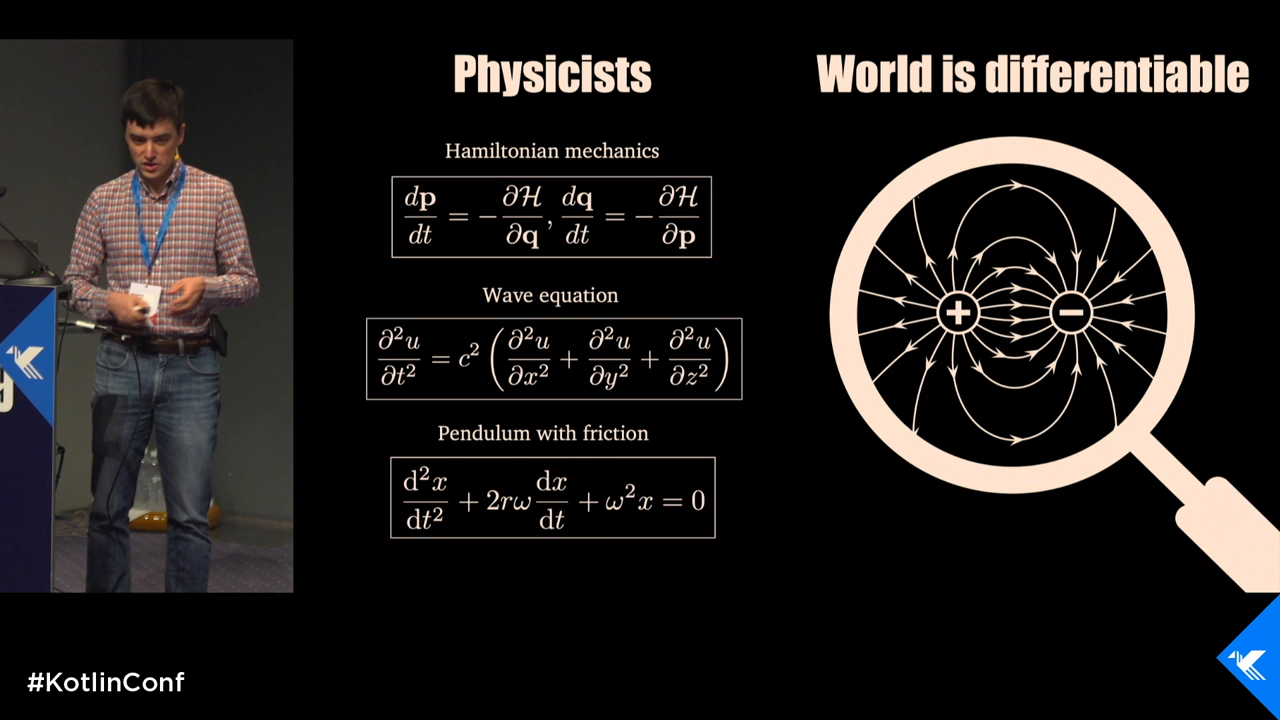 Physicists
World is differentiable
Hamiltonian mechanics
d𝐩/dt = −∂ℋ/∂𝐪, d𝐪/dt = −∂ℋ/∂𝐩
Wave equation
∂²u/∂t² = c² (∂²u/∂x² + ∂²u/∂y² + ∂²u/∂z²)
Pendulum with friction
d²x/dt² + 2rω dx/dt + ω²x = 0
+ −
#KotlinConf